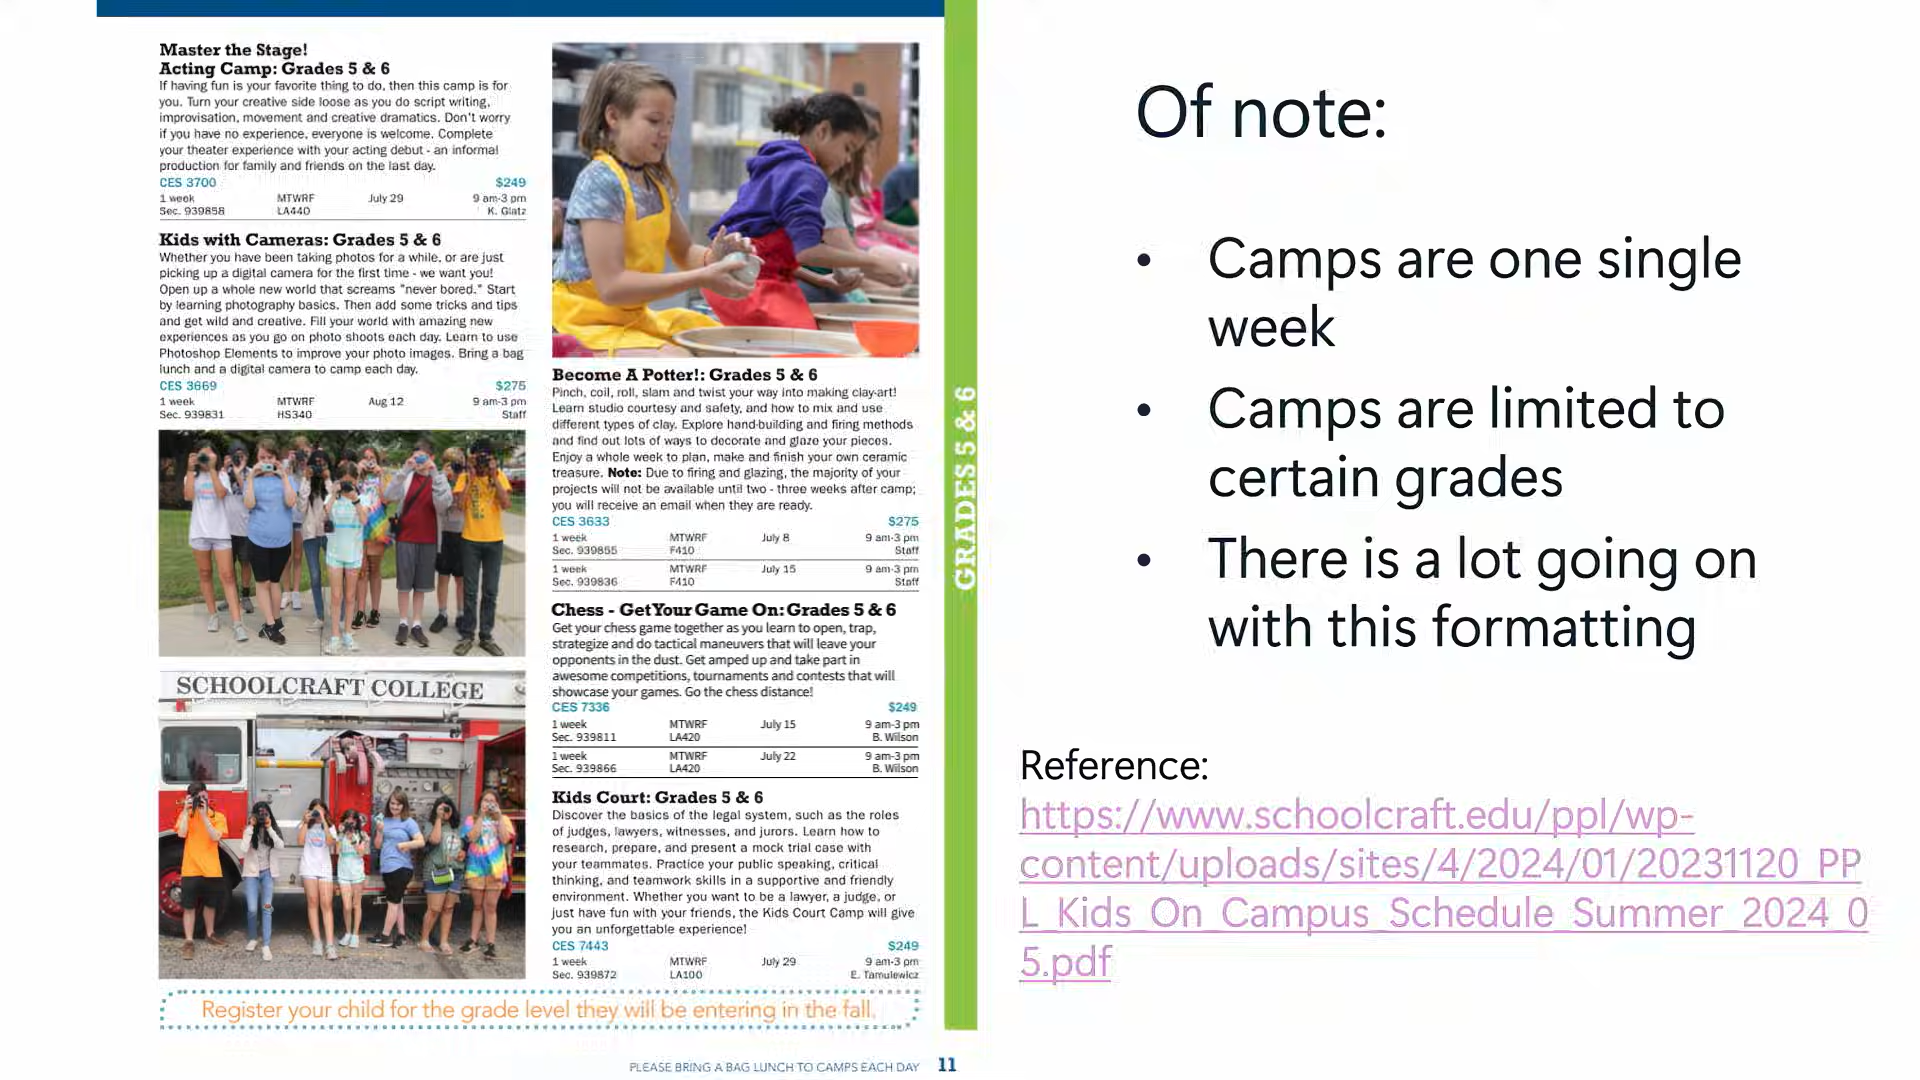 Master the Stage!
Acting Camp: Grades 5 & 6
If having fun is your favorite thing to do, then this camp is for
you. Turn your creative side loose as you do script writing,
improvisation, movement and creative dramatics. Don't worry
if you have no experience, everyone is welcome. Complete
your theater experience with your acting debut - an informal
production for family and friends on the last day.
CES 3700 $249
1 week MTWRF July 29 9 am-3 pm
Sec. 939858 LA440 K. Glatz
Kids with Cameras: Grades 5 & 6
Whether you have been taking photos for a while, or are just
picking up a digital camera for the first time - we want you!
Open up a whole new world that screams "never bored." Start
by learning photography basics. Then add some tricks and tips
and get wild and creative. Fill your world with amazing new
experiences as you go on photo shoots each day. Learn to use
Photoshop Elements to improve your photo images. Bring a bag
lunch and a digital camera to camp each day.
CES 3669 $275
1 week MTWRF Aug 12 9 am-3 pm
Sec. 939831 HS340 Staff
SCHOOLCRAFT COLLEGE
Become A Potter!: Grades 5 & 6
Pinch, coil, roll, slam and twist your way into making clay-art!
Learn studio courtesy and safety, and how to mix and use
different types of clay. Explore hand-building and firing methods
and find out lots of ways to decorate and glaze your pieces.
Enjoy a whole week to plan, make and finish your own ceramic
treasure. Note: Due to firing and glazing, the majority of your
projects will not be available until two - three weeks after camp;
you will receive an email when they are ready.
CES 3633 $275
1 week MTWRF July 8 9 am-3 pm
Sec. 939855 F410 Staff
1 week MTWRF July 15 9 am-3 pm
Sec. 939836 F410 Staff
Chess - Get Your Game On: Grades 5 & 6
Get your chess game together as you learn to open, trap,
strategize and do tactical maneuvers that will leave your
opponents in the dust. Get amped up and take part in
awesome competitions, tournaments and contests that will
showcase your games. Go the chess distance!
CES 7336 $249
1 week MTWRF July 15 9 am-3 pm
Sec. 939811 LA420 B. Wilson
1 week MTWRF July 22 9 am-3 pm
Sec. 939866 LA420 B. Wilson
Kids Court: Grades 5 & 6
Discover the basics of the legal system, such as the roles
of judges, lawyers, witnesses, and jurors. Learn how to
research, prepare, and present a mock trial case with
your teammates. Practice your public speaking, critical
thinking, and teamwork skills in a supportive and friendly
environment. Whether you want to be a lawyer, a judge, or
just have fun with your friends, the Kids Court Camp will give
you an unforgettable experience!
CES 7443 $249
1 week MTWRF July 29 9 am-3 pm
Sec. 939872 LA100 E. Tamulewicz
Register your child for the grade level they will be entering in the fall.
PLEASE BRING A BAG LUNCH TO CAMPS EACH DAY 11
GRADES 5 & 6
Of note:
• Camps are one single
week
• Camps are limited to
certain grades
• There is a lot going on
with this formatting
Reference:
https://www.schoolcraft.edu/ppl/wp-
content/uploads/sites/4/2024/01/20231120_PP
L_Kids_On_Campus_Schedule_Summer_2024_0
5.pdf